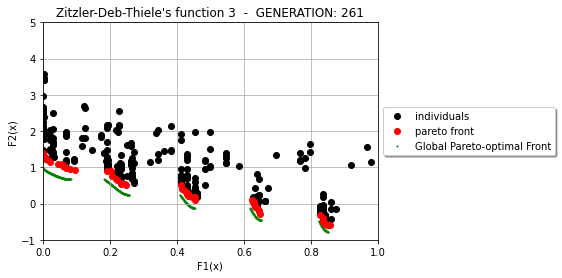 Zitzler-Deb-Thiele's function 3 - GENERATION: 261
5
4
3
2
1
0
−1
F2(x)
0.0 0.2 0.4 0.6 0.8 1.0
F1(x)
individuals
pareto front
Global Pareto-optimal Front